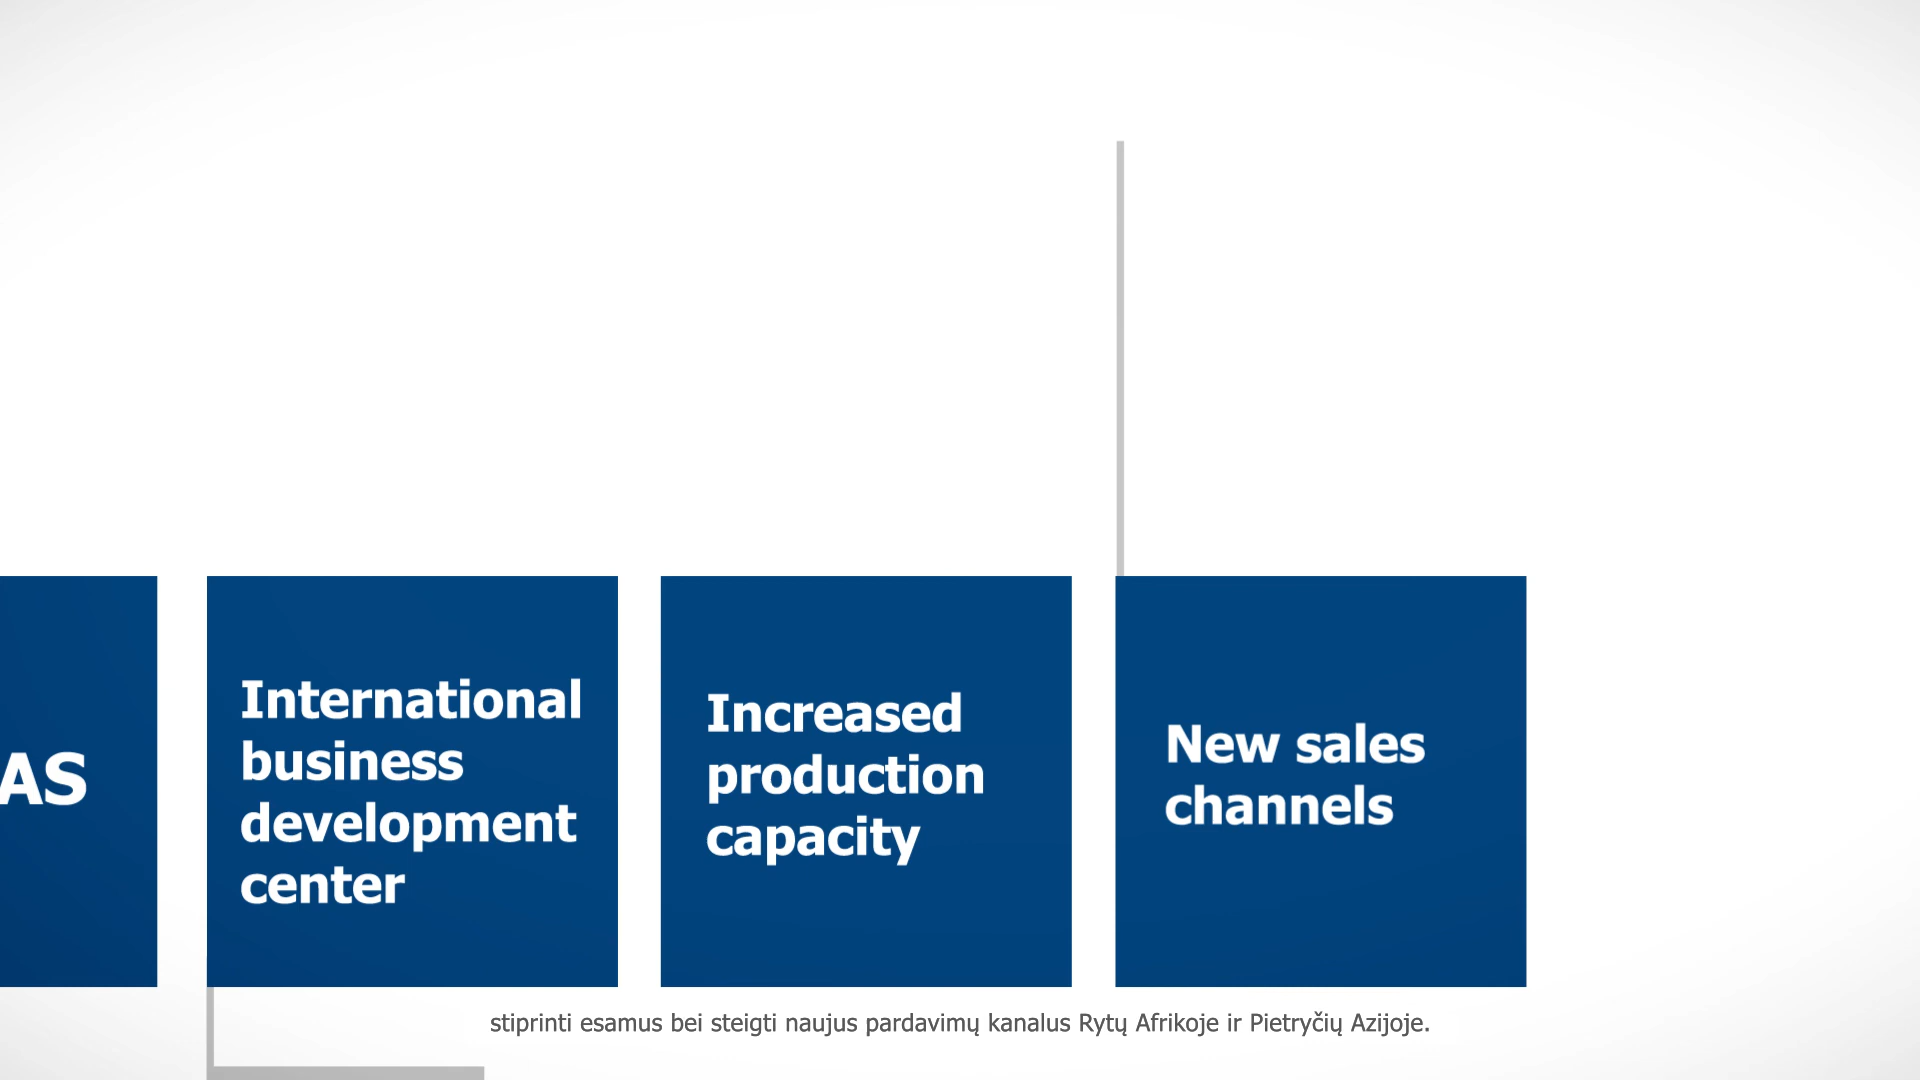 AS
International
business
development
center
Increased
production
capacity
New sales
channels
stiprinti esamus bei steigti naujus pardavimų kanalus Rytų Afrikoje ir Pietryčių Azijoje.